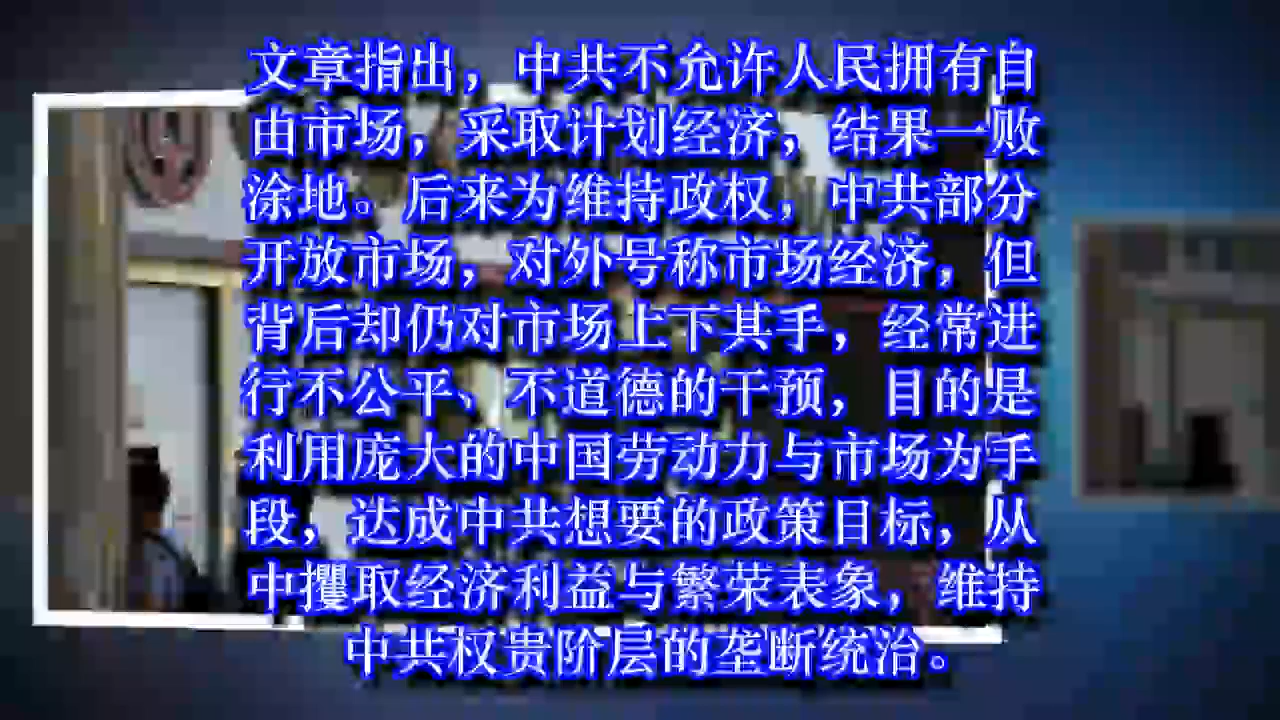 文章指出，中共不允许人民拥有自
由市场，采取计划经济，结果一败
涂地。后来为维持政权，中共部分
开放市场，对外号称市场经济，但
背后却仍对市场上下其手，经常进
行不公平、不道德的干预，目的是
利用庞大的中国劳动力与市场为手
段，达成中共想要的政策目标，从
中攫取经济利益与繁荣表象，维持
中共权贵阶层的垄断统治。